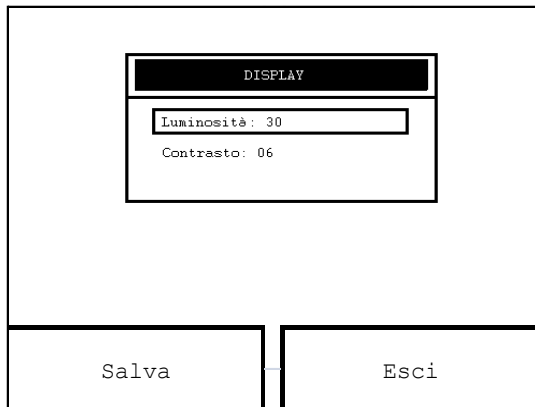 DISPLAY
Luminosità: 30
Contrasto: 06
Salva
Esci